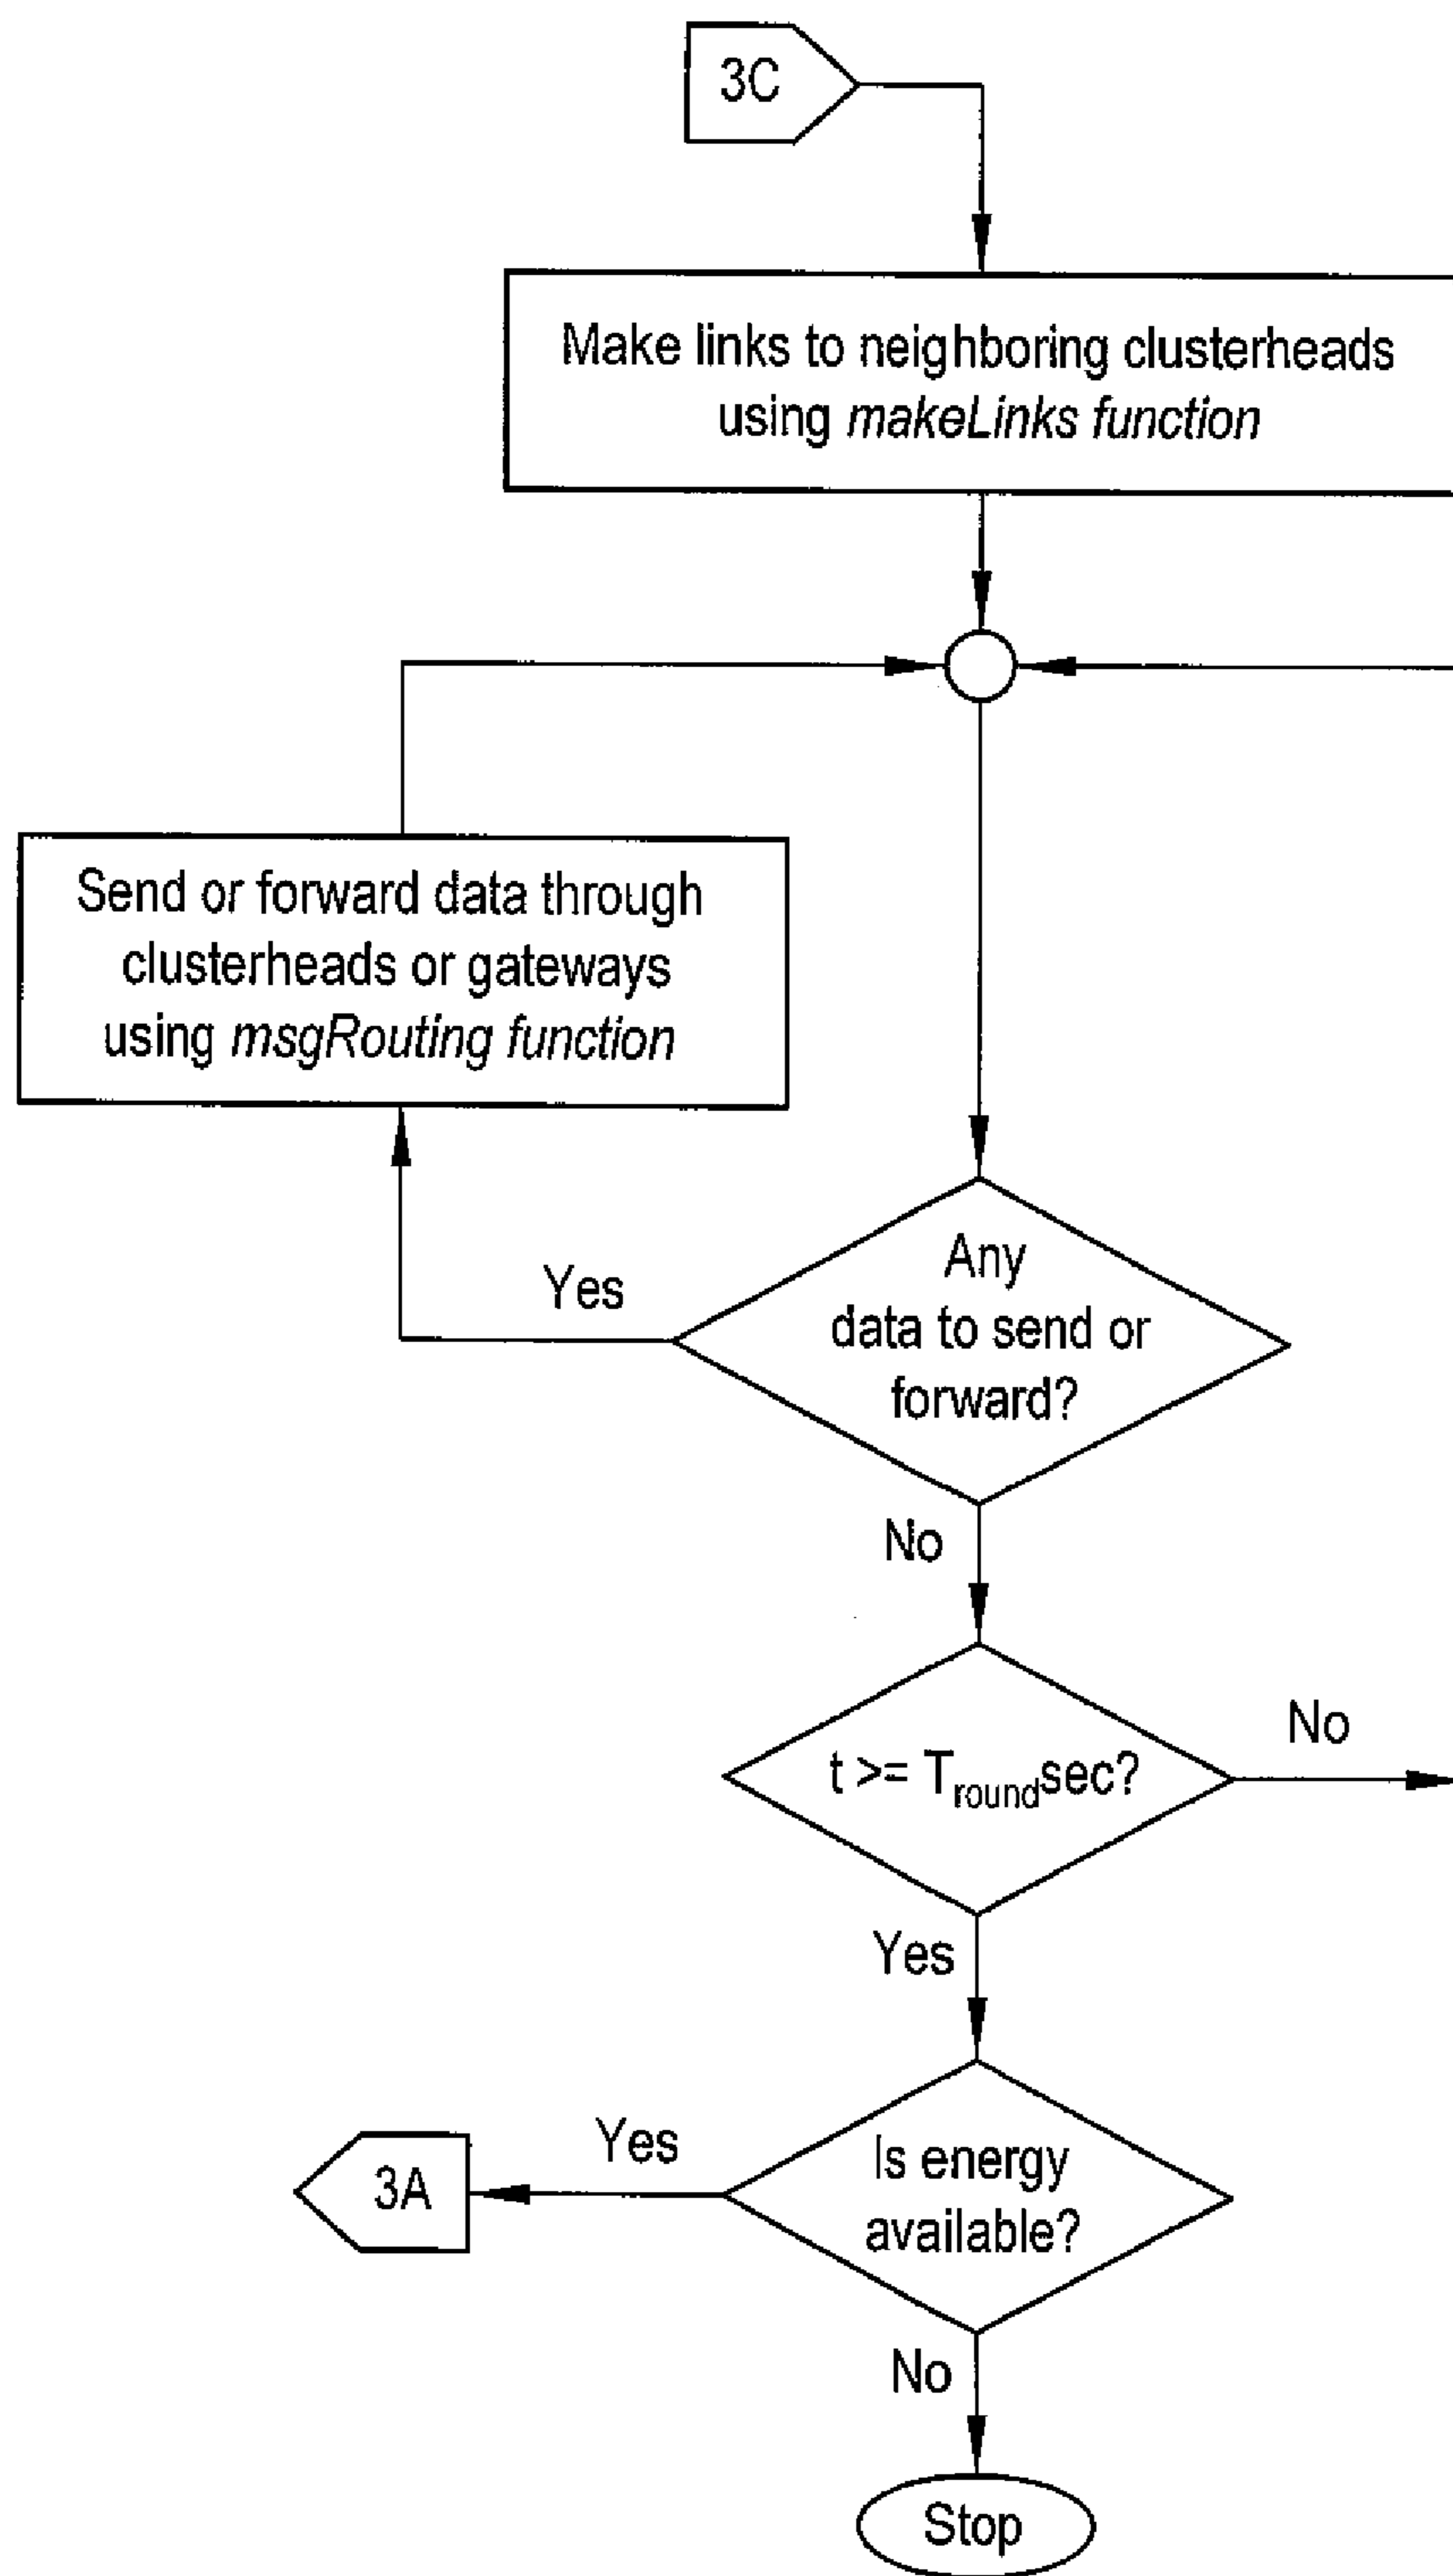 3C
Make links to neighboring clusterheads
using makeLinks function
Send or forward data through
clusterheads or gateways
using msgRouting function
Yes
Any
data to send or
forward?
No
t >= Troundsec?
No
Yes
3A
Yes
Is energy
available?
No
Stop